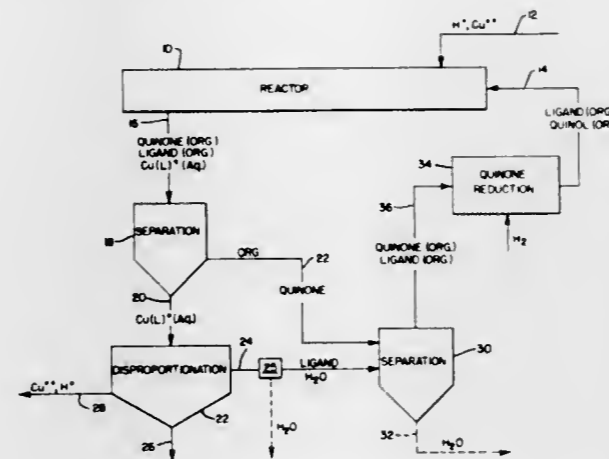 H+, Cu++
12
10
REACTOR
14
16
QUINONE (ORG.)
LIGAND (ORG.)
Cu(L)+ (Aq.)
LIGAND (ORG
QUINOL (OR
34
QUINONE
REDUCTION
36
H2
18
SEPARATION
ORG
22
QUINONE
QUINONE (ORG.)
LIGAND (ORG.)
20
Cu(L)+ (Aq.)
24
DISPROPORTIONATION
25
LIGAND
H2O
SEPARATION
30
Cu++, H+
28
22
26
H2O
32
H2O